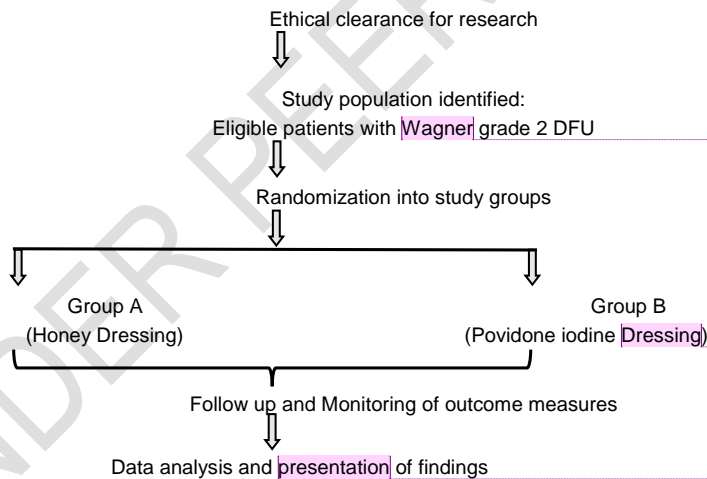 Ethical clearance for research
Study population identified:
Eligible patients with Wagner grade 2 DFU
Randomization into study groups
Group A
(Honey Dressing)
Group B
(Povidone iodine Dressing)
Follow up and Monitoring of outcome measures
Data analysis and presentation of findings
NDER PEER